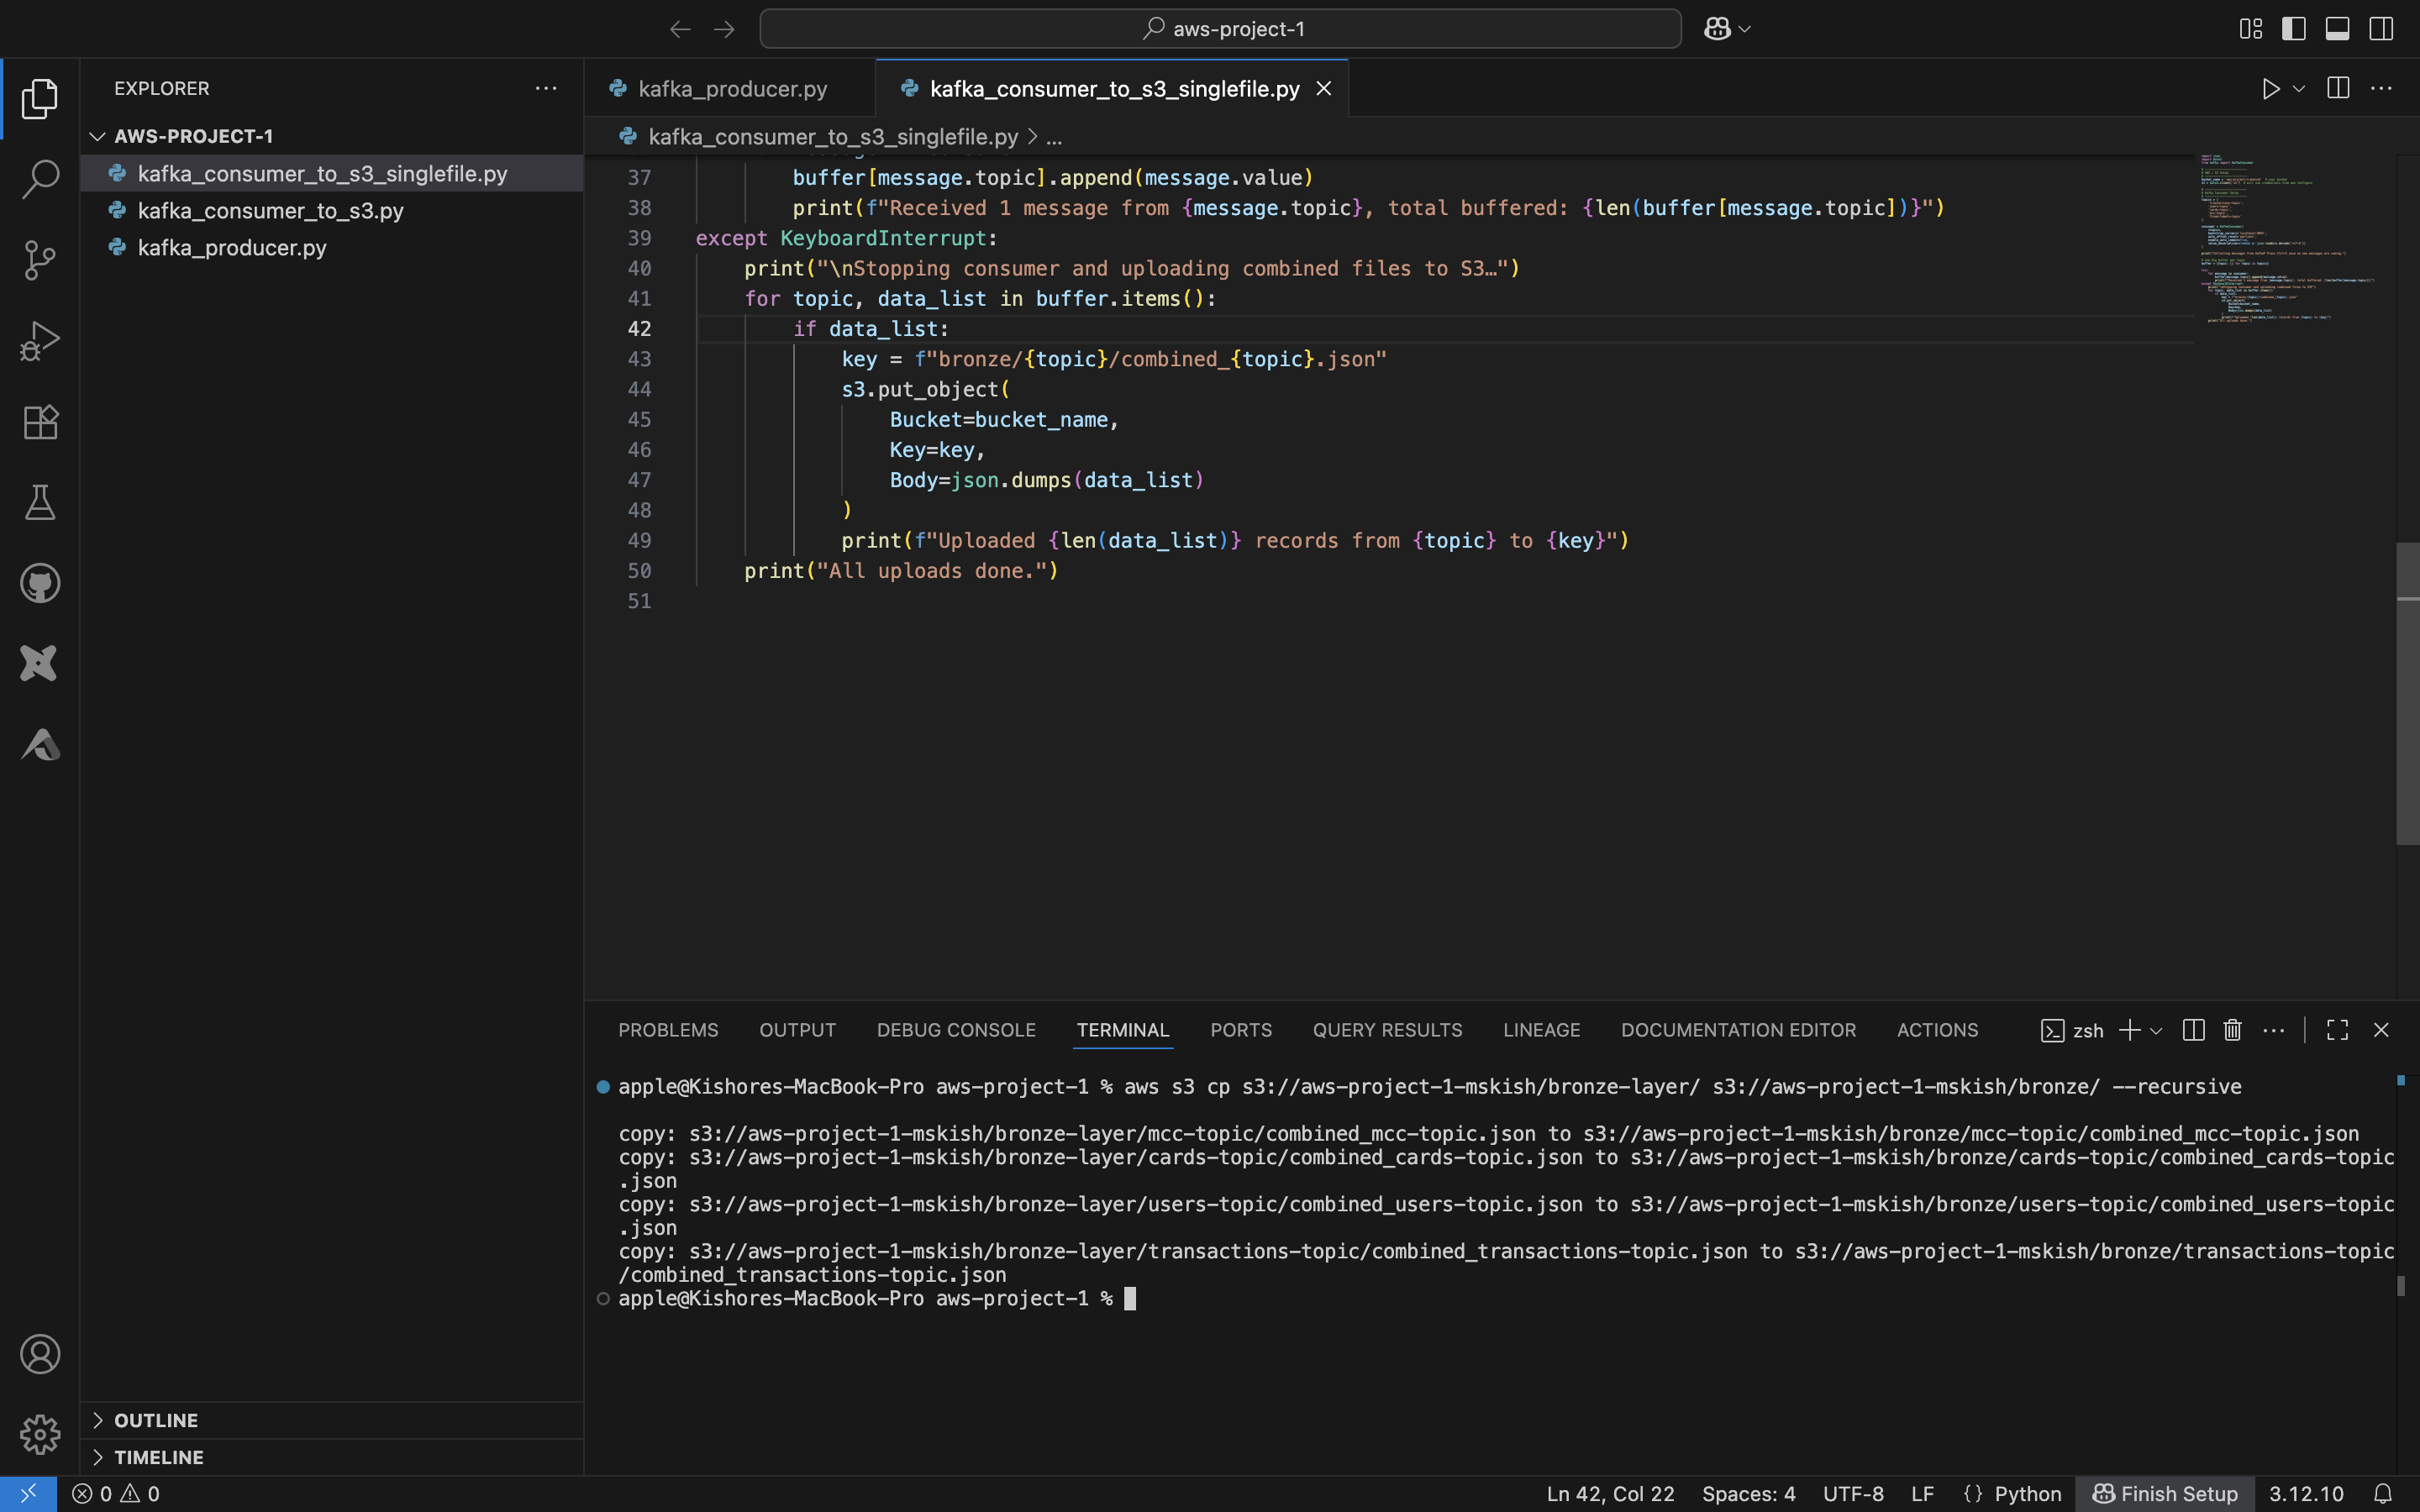 aws-project-1
EXPLORER
AWS-PROJECT-1
kafka_consumer_to_s3_singlefile.py
kafka_consumer_to_s3.py
kafka_producer.py
OUTLINE
TIMELINE
kafka_producer.py
kafka_consumer_to_s3_singlefile.py
kafka_consumer_to_s3_singlefile.py > ...
37 buffer[message.topic].append(message.value)
38 print(f"Received 1 message from {message.topic}, total buffered: {len(buffer[message.topic])}")
39 except KeyboardInterrupt:
40 print("\nStopping consumer and uploading combined files to S3…")
41 for topic, data_list in buffer.items():
42 if data_list:
43 key = f"bronze/{topic}/combined_{topic}.json"
44 s3.put_object(
45 Bucket=bucket_name,
46 Key=key,
47 Body=json.dumps(data_list)
48 )
49 print(f"Uploaded {len(data_list)} records from {topic} to {key}")
50 print("All uploads done.")
51
PROBLEMS OUTPUT DEBUG CONSOLE TERMINAL PORTS QUERY RESULTS LINEAGE DOCUMENTATION EDITOR ACTIONS zsh
apple@Kishores-MacBook-Pro aws-project-1 % aws s3 cp s3://aws-project-1-mskish/bronze-layer/ s3://aws-project-1-mskish/bronze/ --recursive
copy: s3://aws-project-1-mskish/bronze-layer/mcc-topic/combined_mcc-topic.json to s3://aws-project-1-mskish/bronze/mcc-topic/combined_mcc-topic.json
copy: s3://aws-project-1-mskish/bronze-layer/cards-topic/combined_cards-topic.json to s3://aws-project-1-mskish/bronze/cards-topic/combined_cards-topic
.json
copy: s3://aws-project-1-mskish/bronze-layer/users-topic/combined_users-topic.json to s3://aws-project-1-mskish/bronze/users-topic/combined_users-topic
.json
copy: s3://aws-project-1-mskish/bronze-layer/transactions-topic/combined_transactions-topic.json to s3://aws-project-1-mskish/bronze/transactions-topic
/combined_transactions-topic.json
apple@Kishores-MacBook-Pro aws-project-1 %
0 0 Ln 42, Col 22 Spaces: 4 UTF-8 LF {} Python Finish Setup 3.12.10